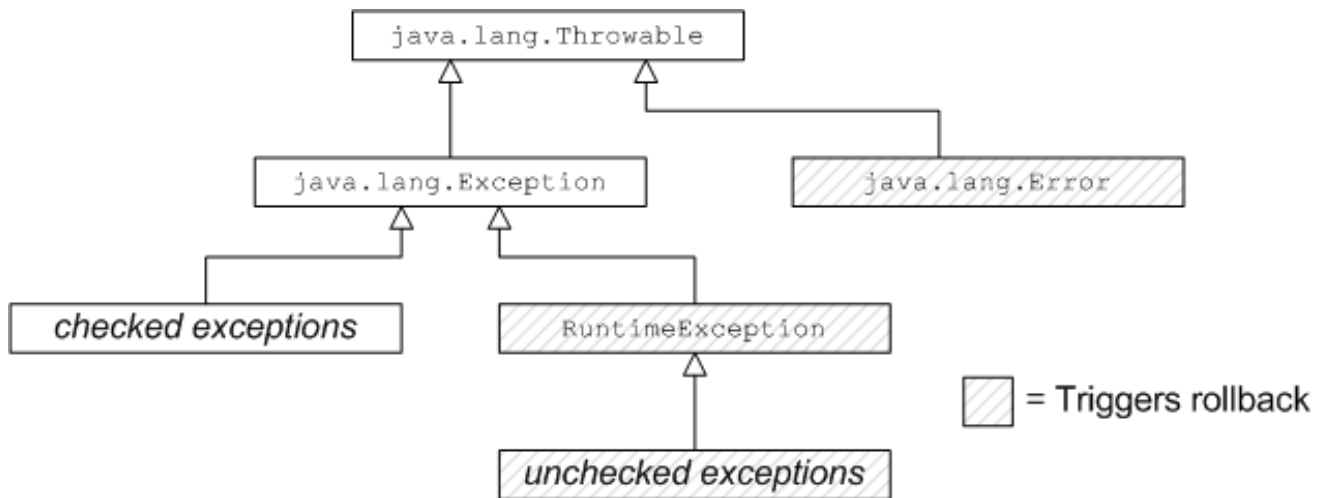 java.lang.Throwable
java.lang.Exception
java.lang.Error
checked exceptions
RuntimeException
= Triggers rollback
unchecked exceptions